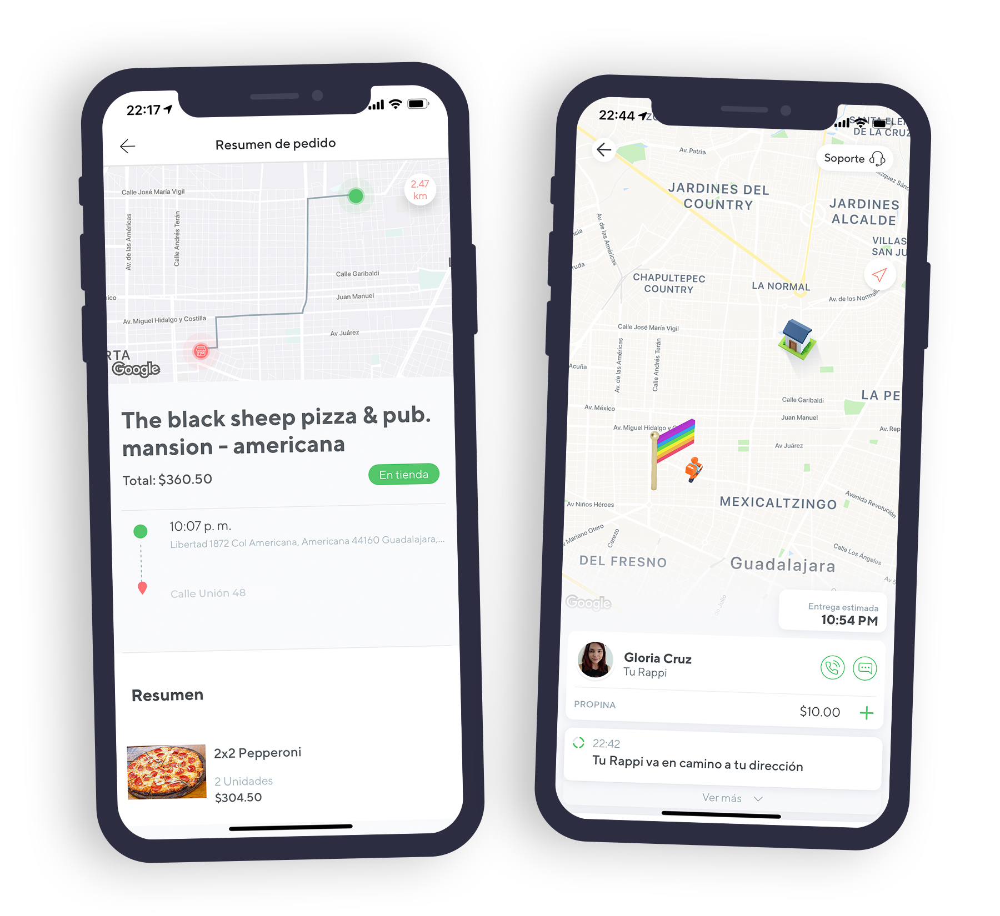 22:17
Resumen de pedido
2.47
km
Calle José María Vigil
Av. de las Américas
Calle Andrés Terán
Calle Garibaldi
Juan Manuel
ico
Av. Miguel Hidalgo y Costilla
Av Juárez
RTA
Google
The black sheep pizza & pub.
mansion - americana
Total: $360.50
En tienda
10:07 p. m.
Libertad 1872 Col Americana, Americana 44160 Guadalajara,...
Calle Unión 48
Resumen
2x2 Pepperoni
2 Unidades
$304.50
22:44
SANTA ELE
DE LA CRUZ
Av. Patria
Soporte
ázquez Sánc
JARDINES DEL
COUNTRY
JARDINES
ALCALDE
Av. de las Américas
ncia
VILLAS
SAN JU
ruda
CHAPULTEPEC
COUNTRY
LA NORMAL
Av. de los Normali
Calle José María Vigil
Acuña
Av. de las Américas
Calle Andrés Terán
LA PE
Av. México
Calle Garibaldi
Juan Manuel
Av. Miguel Hidalgo y C
Av. Rep
Av Juárez
Av Niños Héroes
MEXICALTZINGO
Avenida Revolución
v Mariano Otero
Cerezo
Calle Los Ángeles
DEL FRESNO
Guadalajara
Av 5
Google
de Julio
Entrega estimada
10:54 PM
Gloria Cruz
Tu Rappi
PROPINA
$10.00
22:42
Tu Rappi va en camino a tu dirección
Ver más